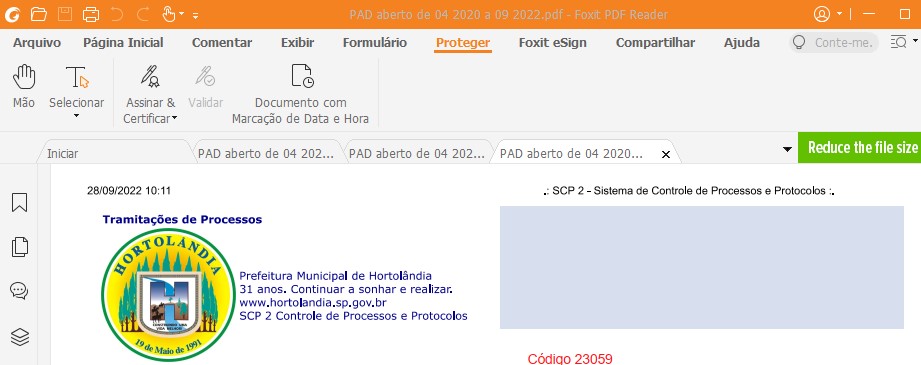 PAD aberto de 04 2020 a 09 2022.pdf - Foxit PDF Reader
Arquivo Página Inicial Comentar Exibir Formulário Proteger Foxit eSign Compartilhar Ajuda Conte-me.
Mão Selecionar Assinar & Certificar Validar Documento com Marcação de Data e Hora
Iniciar PAD aberto de 04 202... PAD aberto de 04 202... PAD aberto de 04 2020... x Reduce the file size
28/09/2022 10:11 .: SCP 2 - Sistema de Controle de Processos e Protocolos :.
Tramitações de Processos
HORTOLÂNDIA
Prefeitura Municipal de Hortolândia
31 anos. Continuar a sonhar e realizar.
www.hortolandia.sp.gov.br
SCP 2 Controle de Processos e Protocolos
19 de Maio de 1991
Código 23059